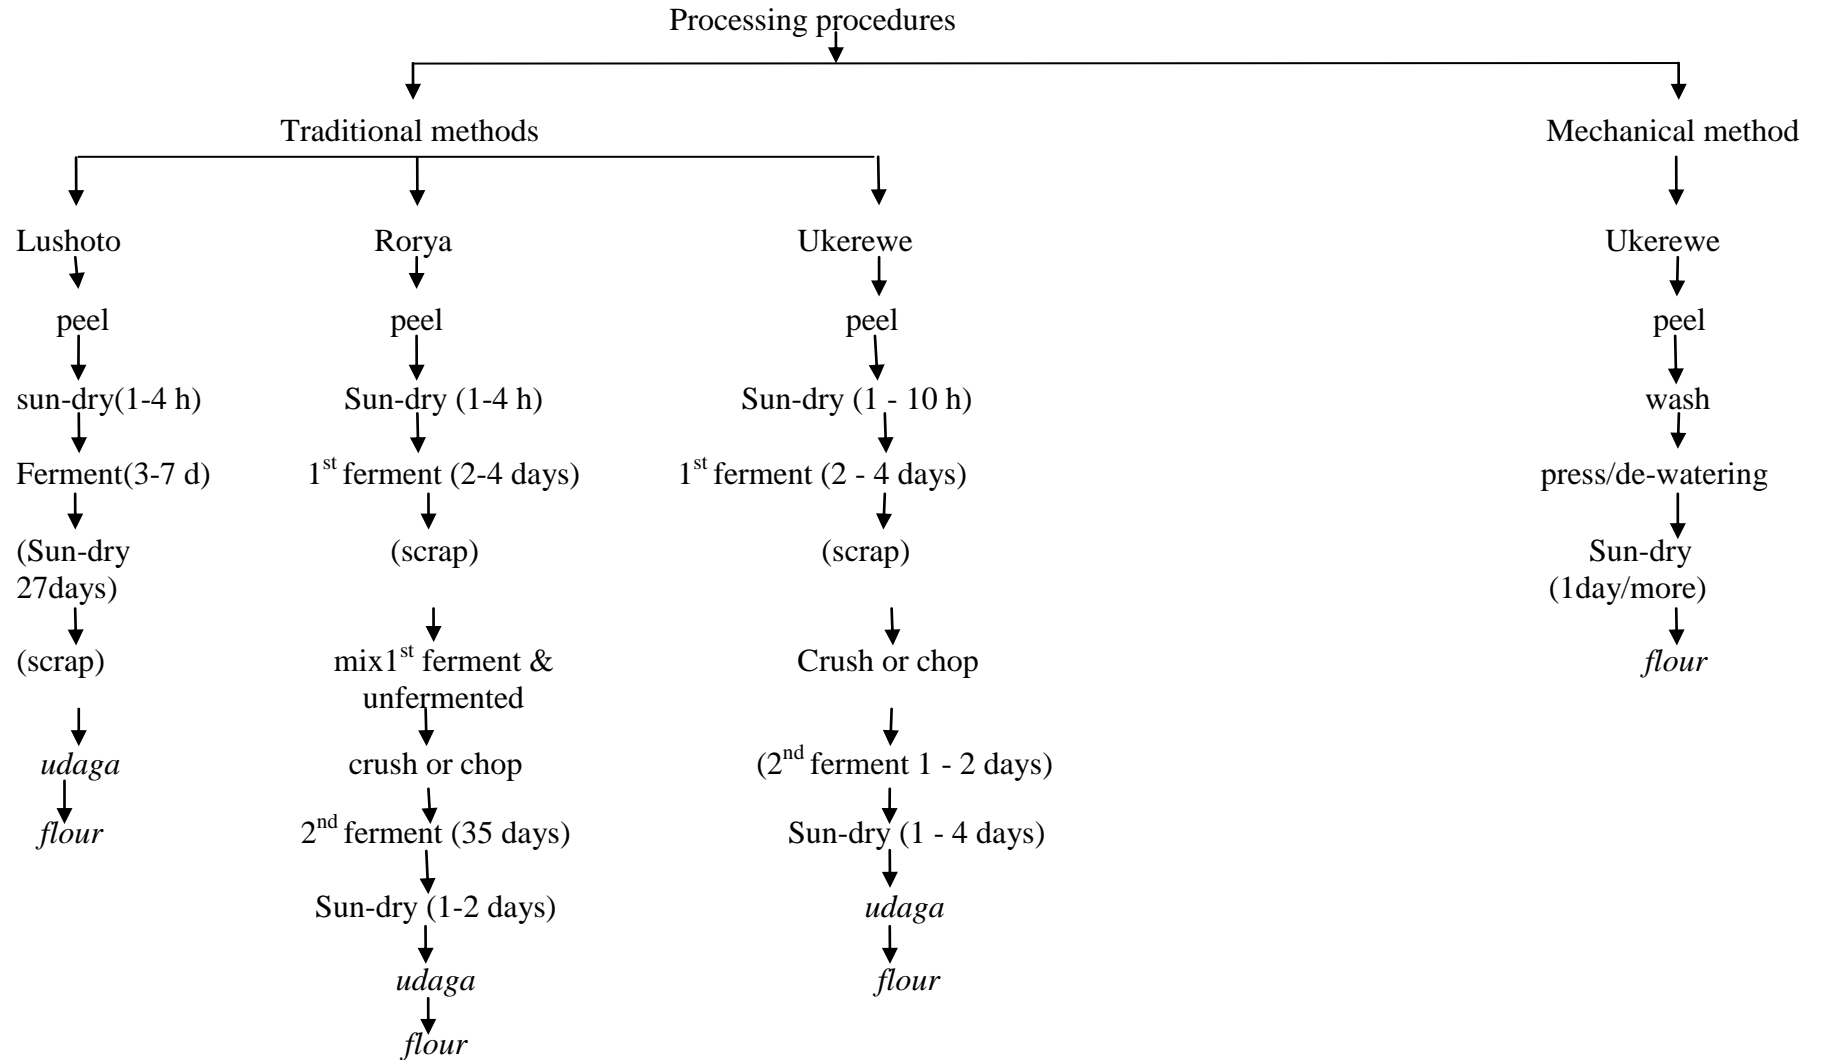 Processing procedures
Traditional methods
Mechanical method
Lushoto
Rorya
Ukerewe
Ukerewe
peel
peel
peel
peel
sun-dry(1-4 h)
Sun-dry (1-4 h)
Sun-dry (1 - 10 h)
wash
Ferment(3-7 d)
1st ferment (2-4 days)
1st ferment (2 - 4 days)
press/de-watering
(Sun-dry
27days)
(scrap)
(scrap)
Sun-dry
(1day/more)
(scrap)
mix1st ferment &
unfermented
Crush or chop
flour
udaga
crush or chop
(2nd ferment 1 - 2 days)
flour
2nd ferment (35 days)
Sun-dry (1 - 4 days)
Sun-dry (1-2 days)
udaga
udaga
flour
flour